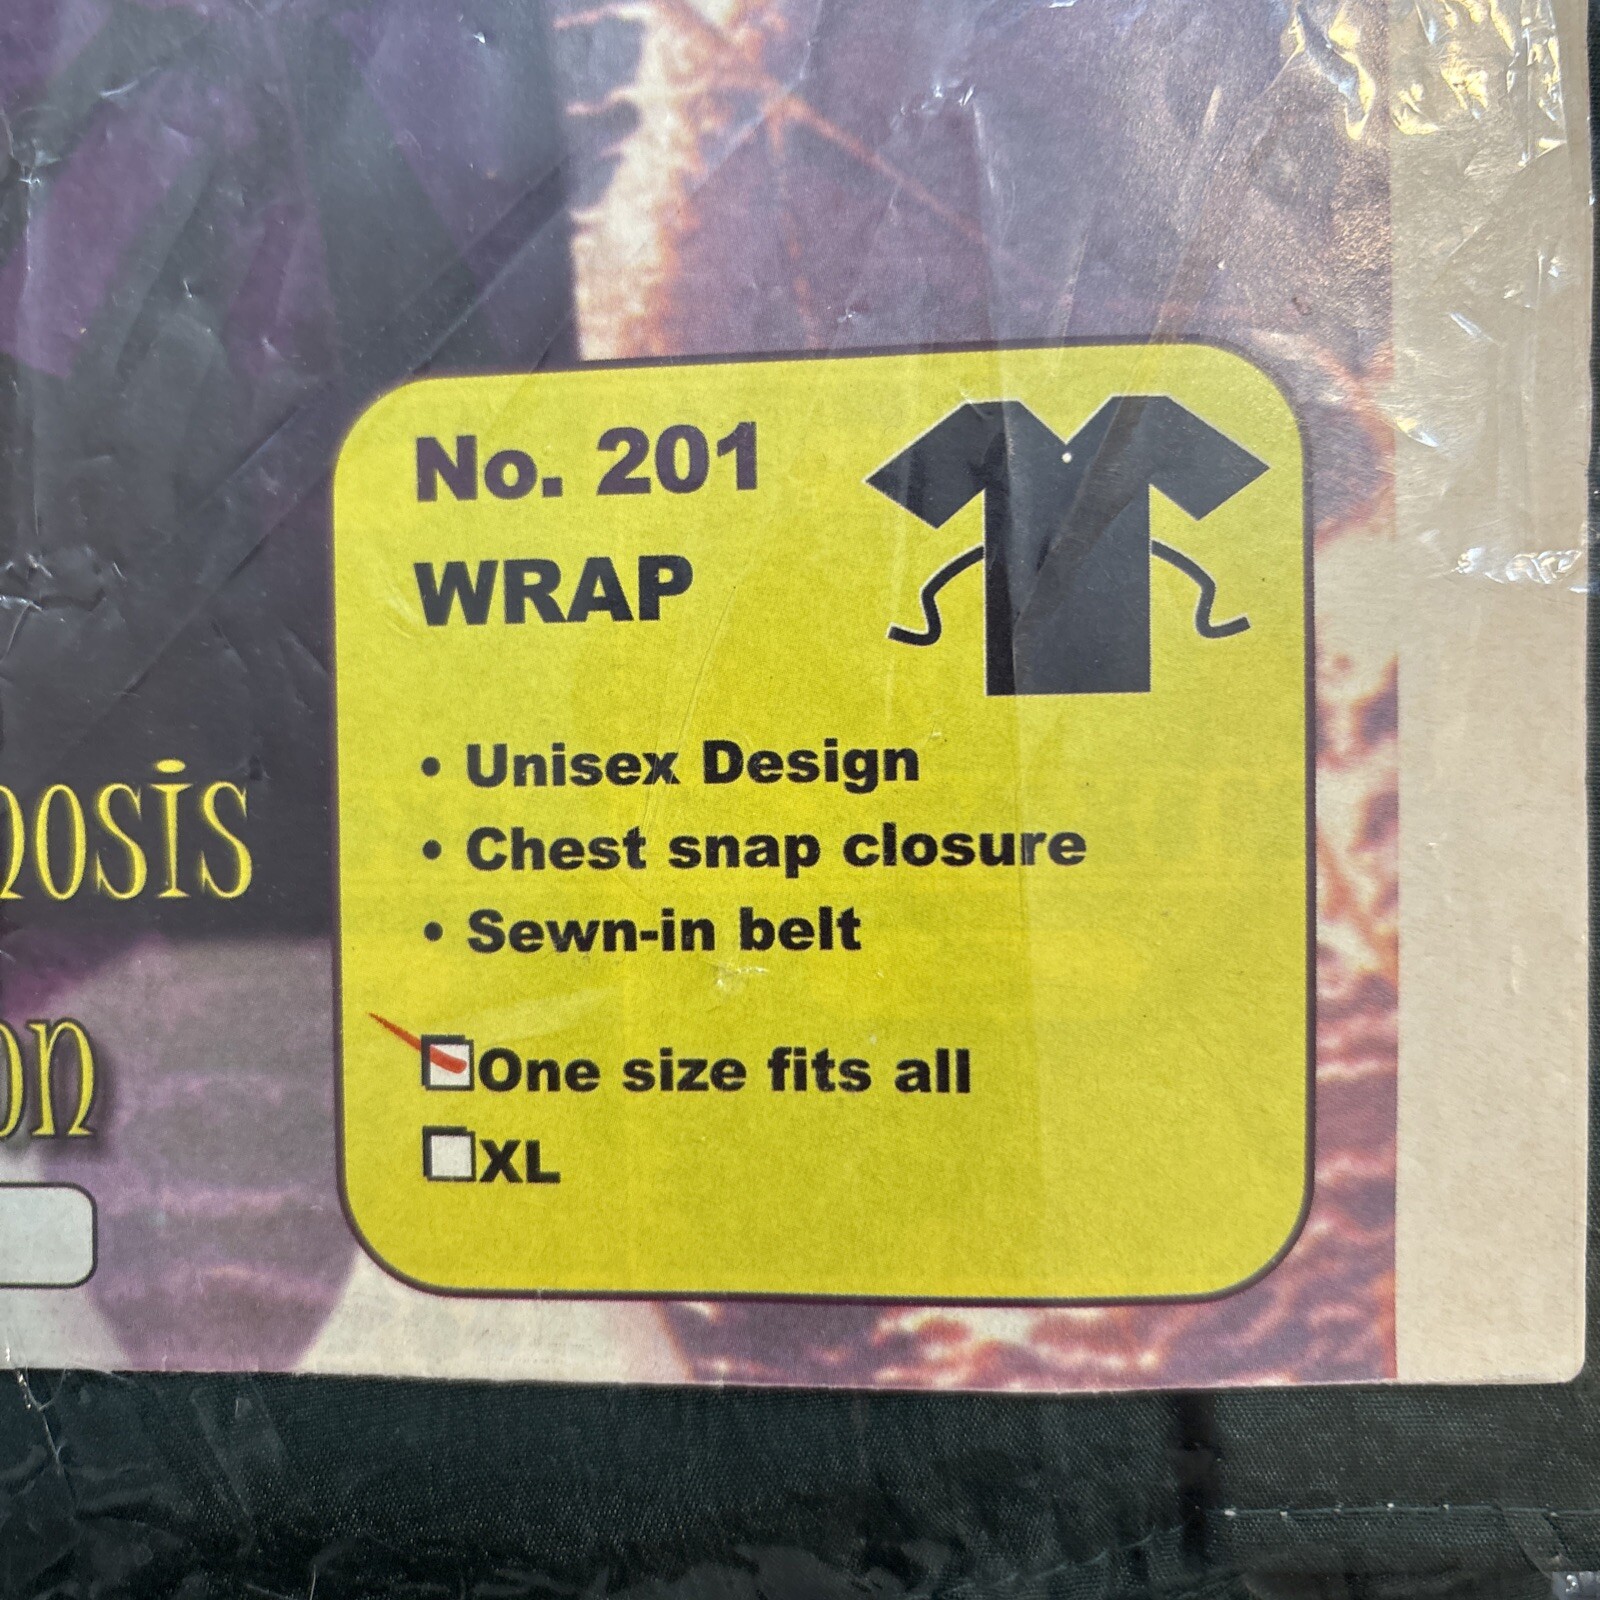 No. 201
WRAP
• Unisex Design
• Chest snap closure
• Sewn-in belt
One size fits all
XL